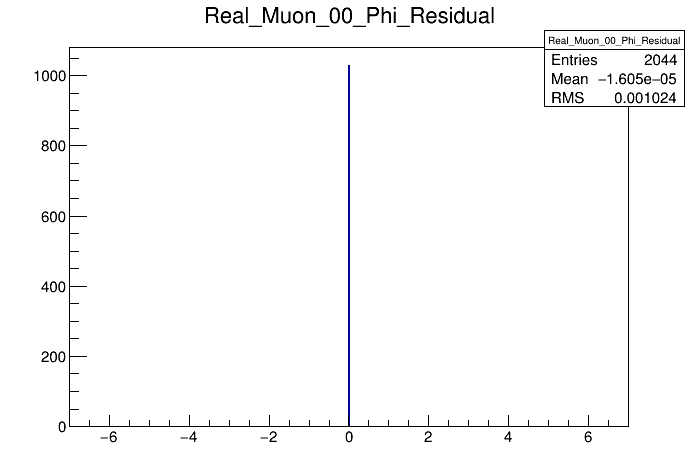 Real_Muon_00_Phi_Residual
Real_Muon_00_Phi_Residual
Entries 2044
Mean −1.605e−05
RMS 0.001024
1000
800
600
400
200
0
−6 −4 −2 0 2 4 6